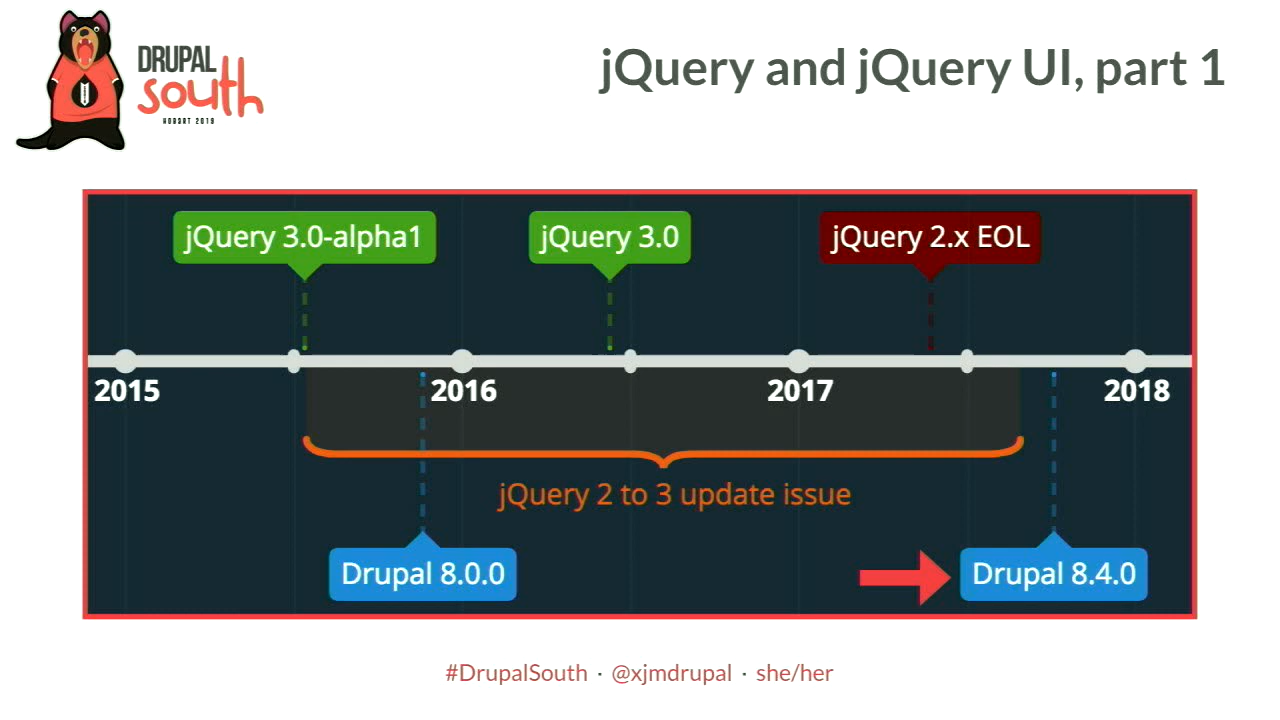 DRUPAL
south
HOBART 2019
jQuery and jQuery UI, part 1
jQuery 3.0-alpha1
jQuery 3.0
jQuery 2.x EOL
2015
2016
2017
2018
jQuery 2 to 3 update issue
Drupal 8.0.0
Drupal 8.4.0
#DrupalSouth · @xjmdrupal · she/her